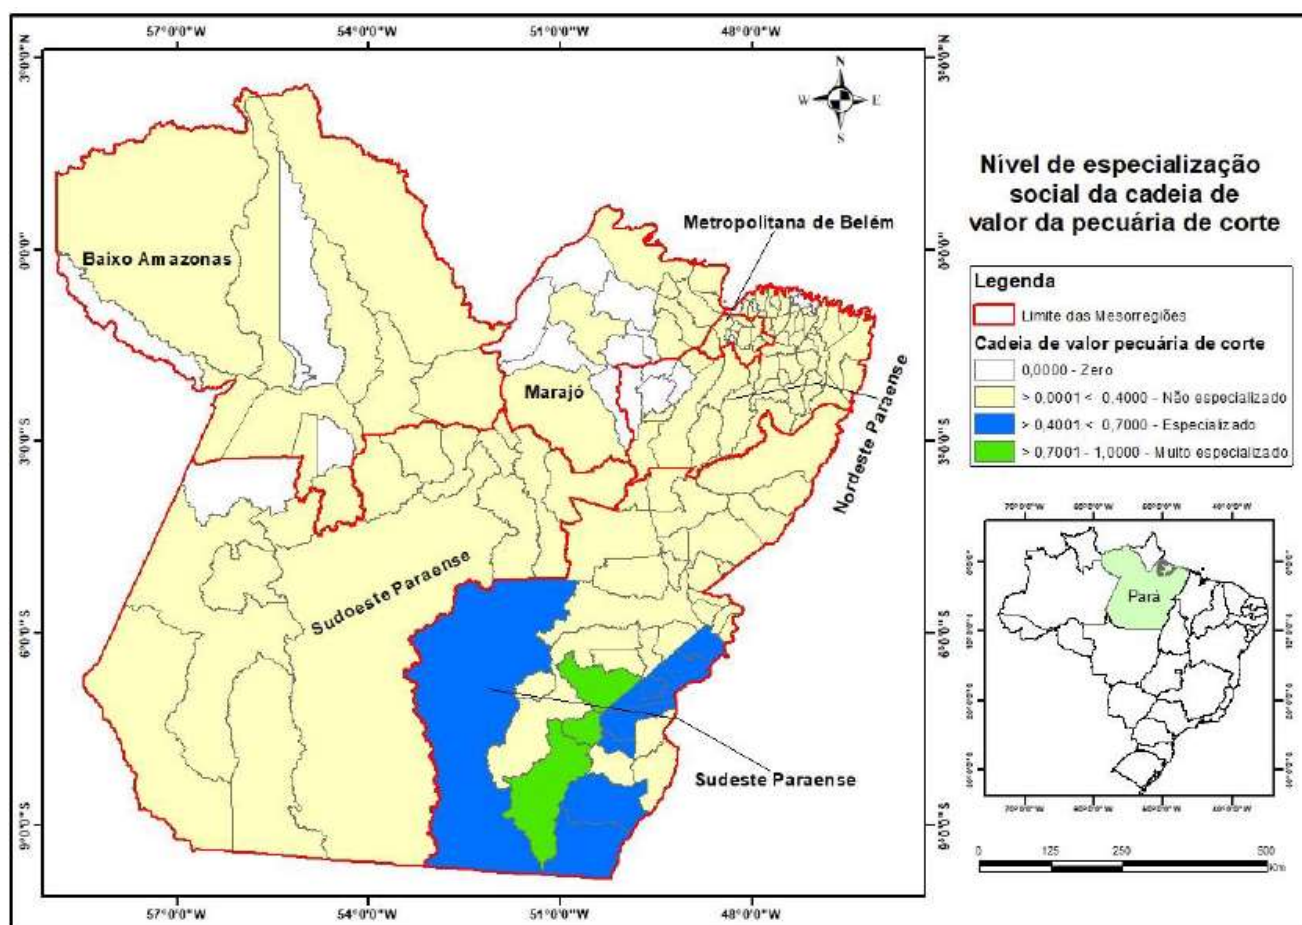 57°0'0"W 54°0'0"W 51°0'0"W 48°0'0"W
3°0'0"N
0°0'0"
3°0'0"S
6°0'0"S
9°0'0"S
3°0'0"N
0°0'0"
3°0'0"S
6°0'0"S
9°0'0"S
N
W E
S
Baixo Amazonas
Metropolitana de Belém
Marajó
Nordeste Paraense
Sudoeste Paraense
Sudeste Paraense
57°0'0"W 54°0'0"W 51°0'0"W 48°0'0"W
Nível de especialização
social da cadeia de
valor da pecuária de corte
Legenda
Limite das Mesorregiões
Cadeia de valor pecuária de corte
0,0000 - Zero
> 0,0001 < 0,4000 - Não especializado
> 0,4001 < 0,7000 - Especializado
> 0,7001 - 1,0000 - Muito especializado
Pará
0 125 250 500
Km